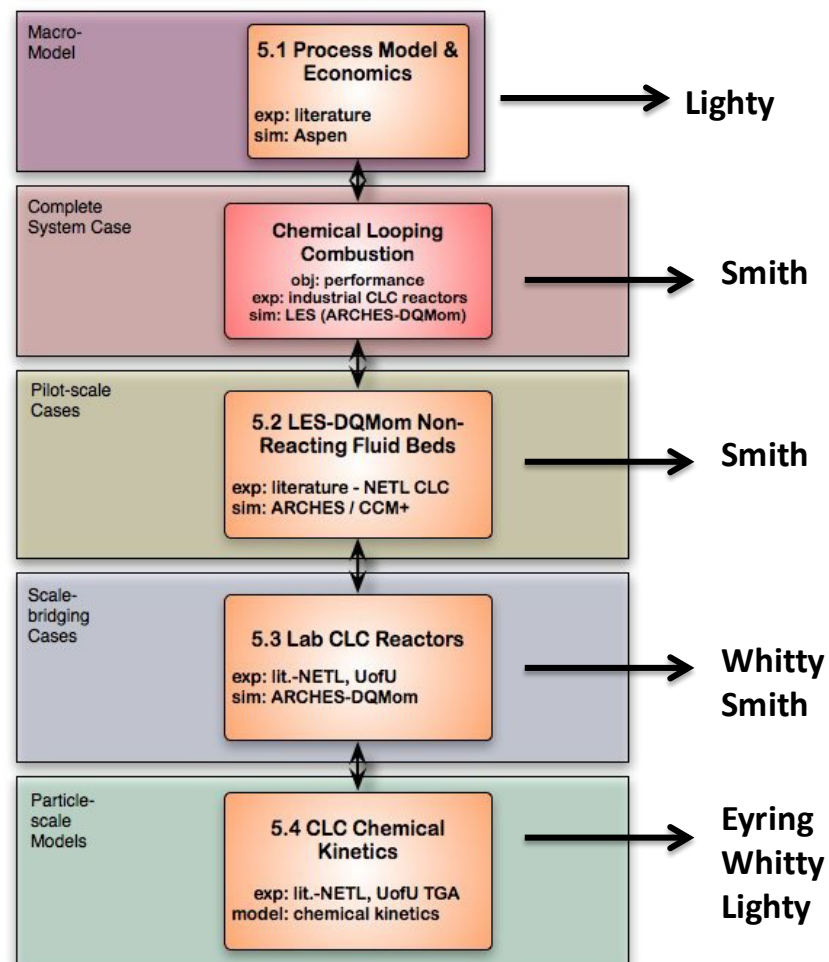 Macro-
Model
5.1 Process Model &
Economics
exp: literature
sim: Aspen
Lighty
Complete
System Case
Chemical Looping
Combustion
obj: performance
exp: industrial CLC reactors
sim: LES (ARCHES-DQMom)
Smith
Pilot-scale
Cases
5.2 LES-DQMom Non-
Reacting Fluid Beds
exp: literature - NETL CLC
sim: ARCHES / CCM+
Smith
Scale-
bridging
Cases
5.3 Lab CLC Reactors
exp: lit.-NETL, UofU
sim: ARCHES-DQMom
Whitty
Smith
Particle-
scale
Models
5.4 CLC Chemical
Kinetics
exp: lit.-NETL, UofU TGA
model: chemical kinetics
Eyring
Whitty
Lighty